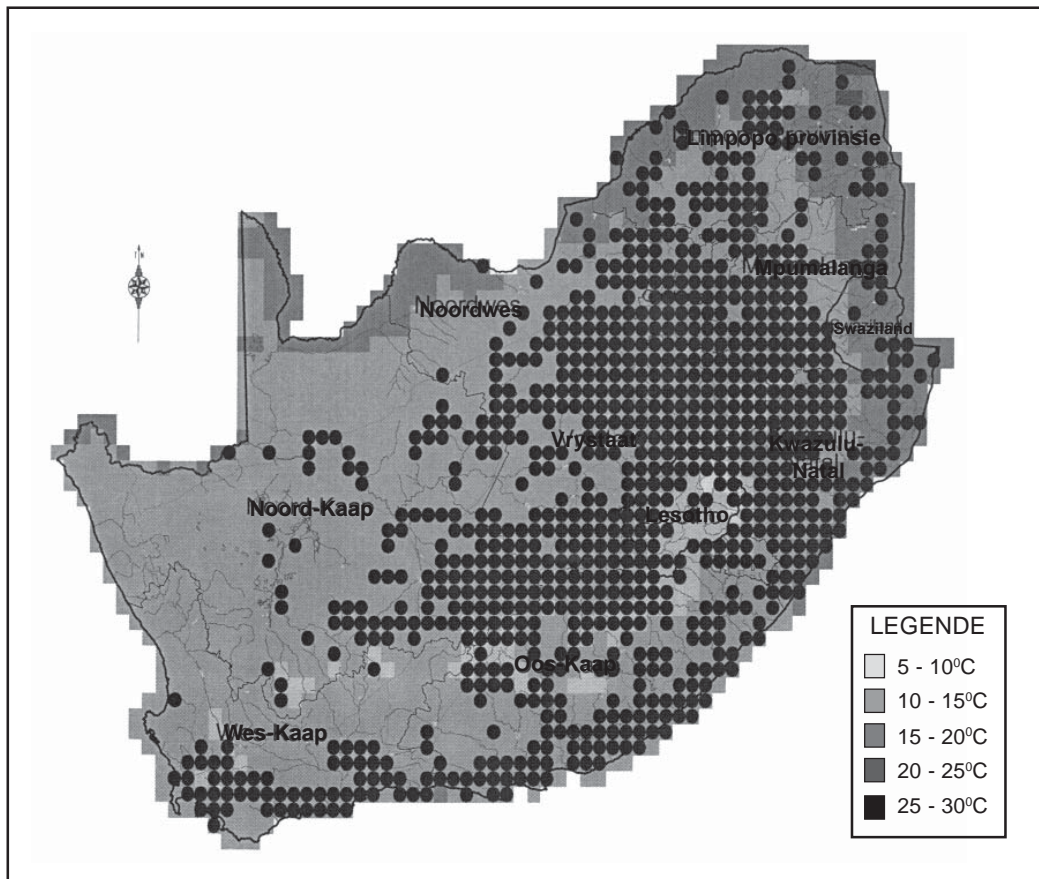 Limpopo provinsie
Mpumalanga
Noordwes
Swaziland
Vrystaat
Kwazulu-
Natal
Noord-Kaap
Lesotho
Oos-Kaap
Wes-Kaap
LEGENDE
5 - 10⁰C
10 - 15⁰C
15 - 20⁰C
20 - 25⁰C
25 - 30⁰C